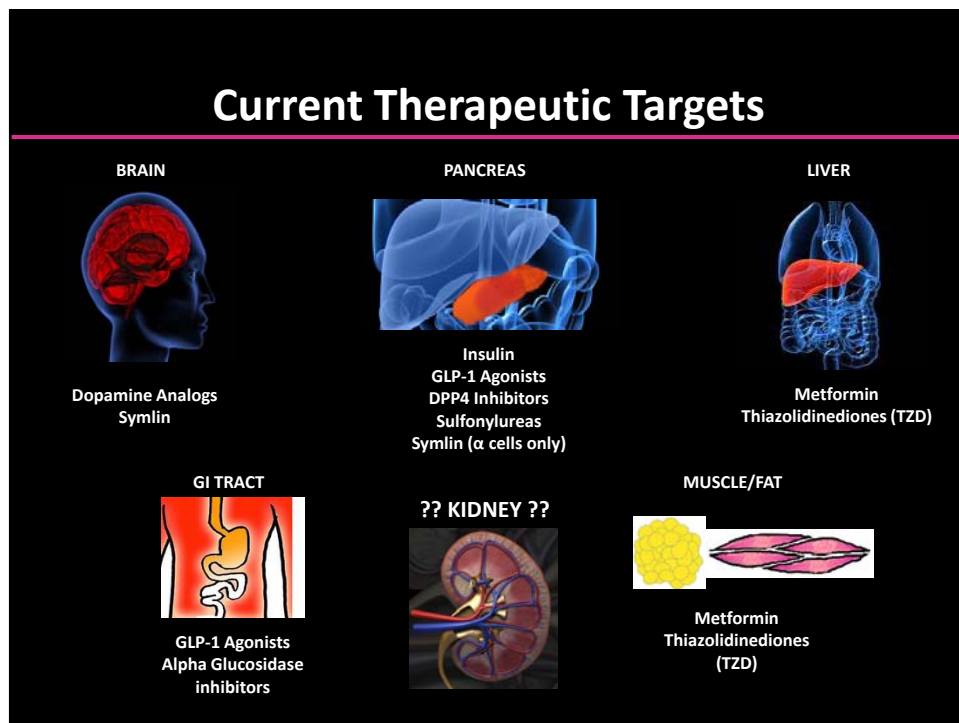 Current Therapeutic Targets
BRAIN
Dopamine Analogs
Symlin
PANCREAS
Insulin
GLP-1 Agonists
DPP4 Inhibitors
Sulfonylureas
Symlin (α cells only)
LIVER
Metformin
Thiazolidinediones (TZD)
GI TRACT
GLP-1 Agonists
Alpha Glucosidase
inhibitors
?? KIDNEY ??
MUSCLE/FAT
Metformin
Thiazolidinediones
(TZD)